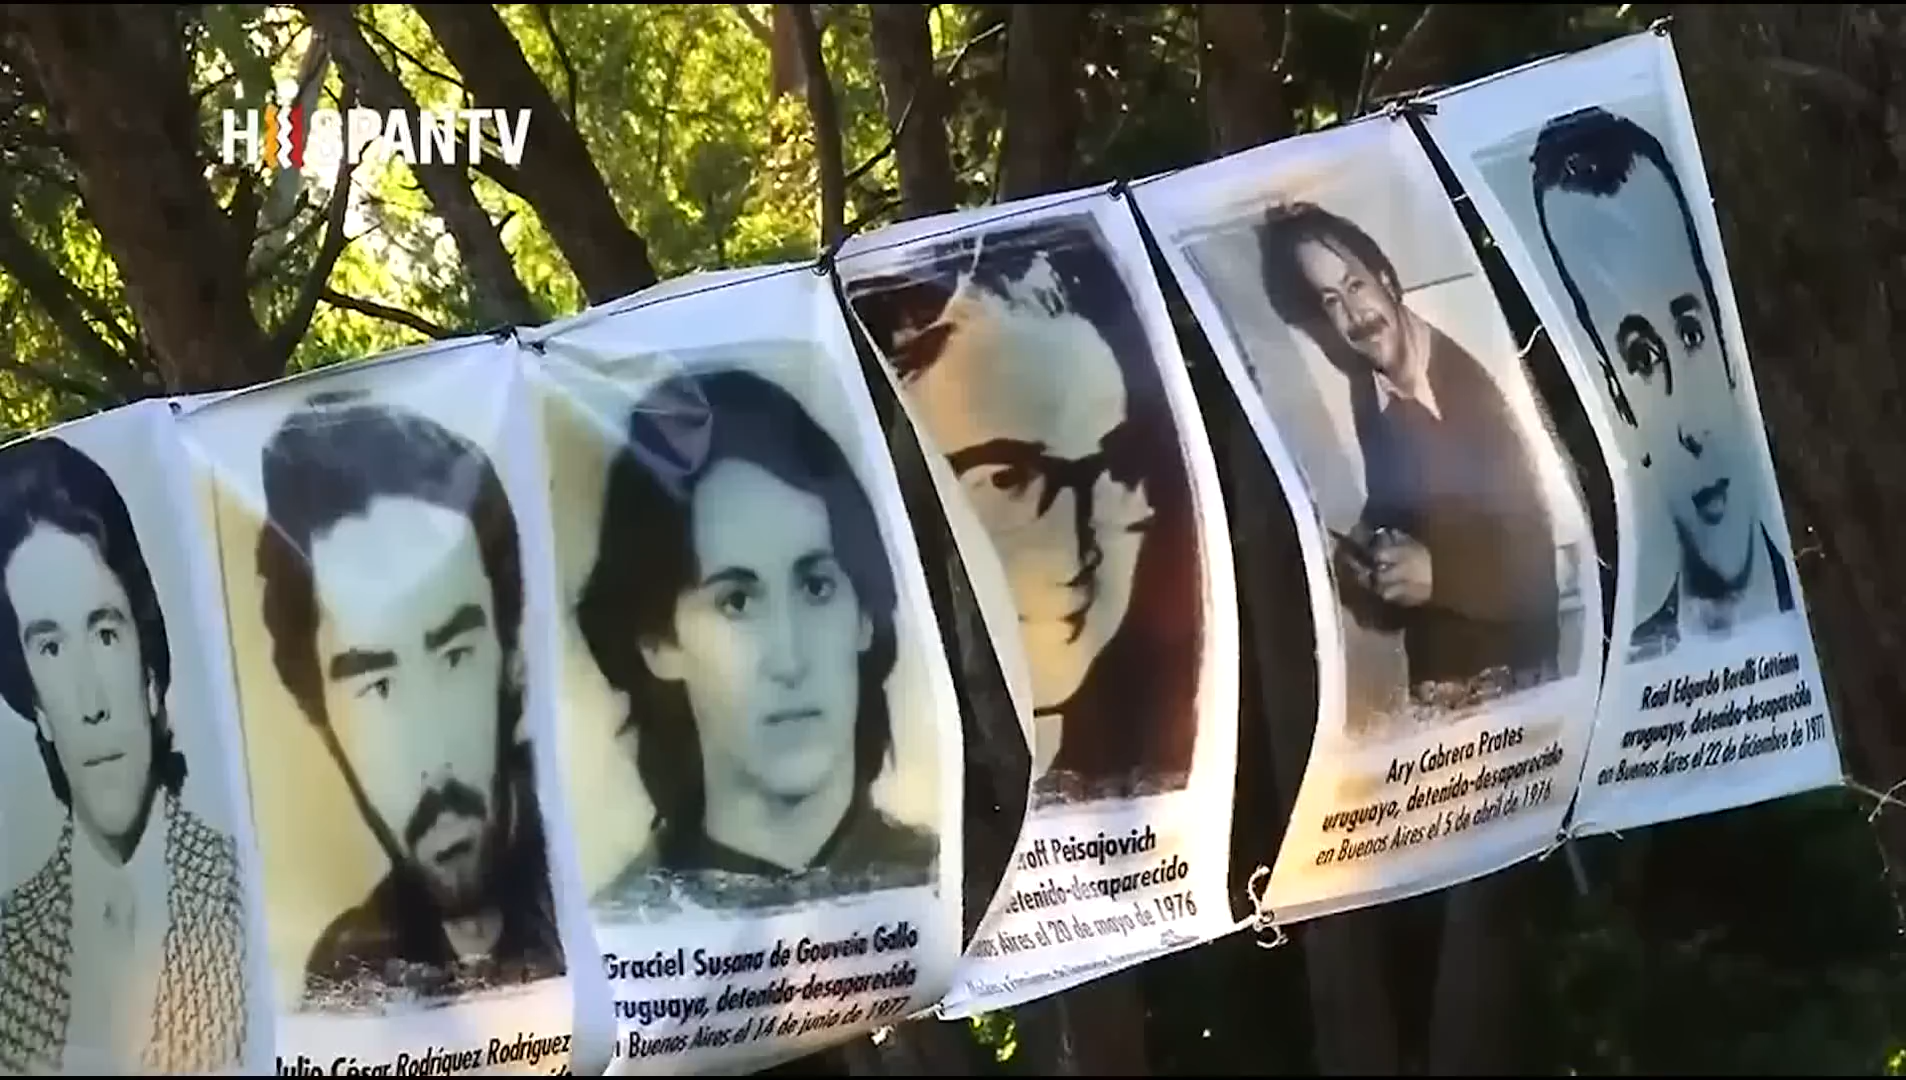 HISPANTV
Julio César Rodríguez Rodríguez
Graciel Susana de Gouveia Gallo
uruguaya, detenida-desaparecida
Buenos Aires el 14 de junio de 1977
Peisajovich
etenido-desaparecido
Aires el 20 de mayo de 1976
Ary Cabrera Prates
uruguayo, detenido-desaparecido
en Buenos Aires el 5 de abril de 1976
Raúl Edgardo Borelli Cattáneo
uruguayo, detenido-desaparecido
en Buenos Aires el 22 de diciembre de 1977